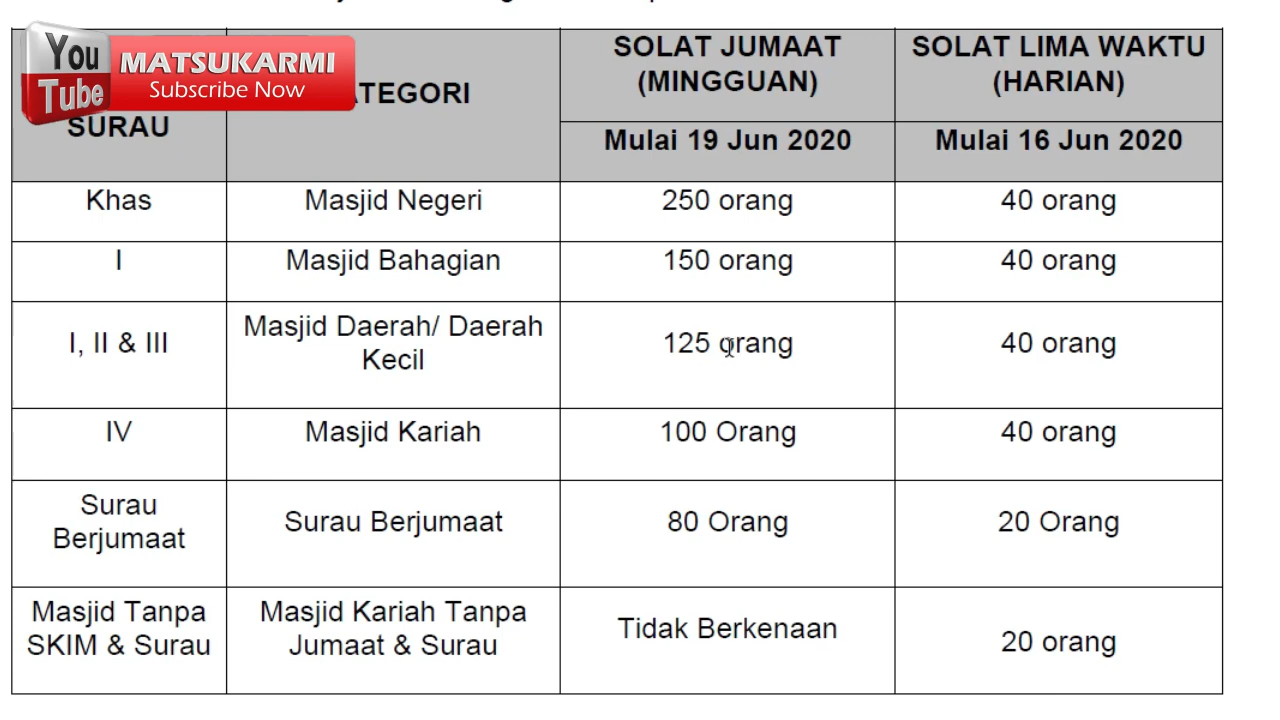 You
Tube
MATSUKARMI
Subscribe Now
SURAU
TEGORI
SOLAT JUMAAT
(MINGGUAN)
SOLAT LIMA WAKTU
(HARIAN)
Mulai 19 Jun 2020
Mulai 16 Jun 2020
Khas
Masjid Negeri
250 orang
40 orang
I
Masjid Bahagian
150 orang
40 orang
I, II & III
Masjid Daerah/ Daerah
Kecil
125 orang
40 orang
IV
Masjid Kariah
100 Orang
40 orang
Surau
Berjumaat
Surau Berjumaat
80 Orang
20 Orang
Masjid Tanpa
SKIM & Surau
Masjid Kariah Tanpa
Jumaat & Surau
Tidak Berkenaan
20 orang